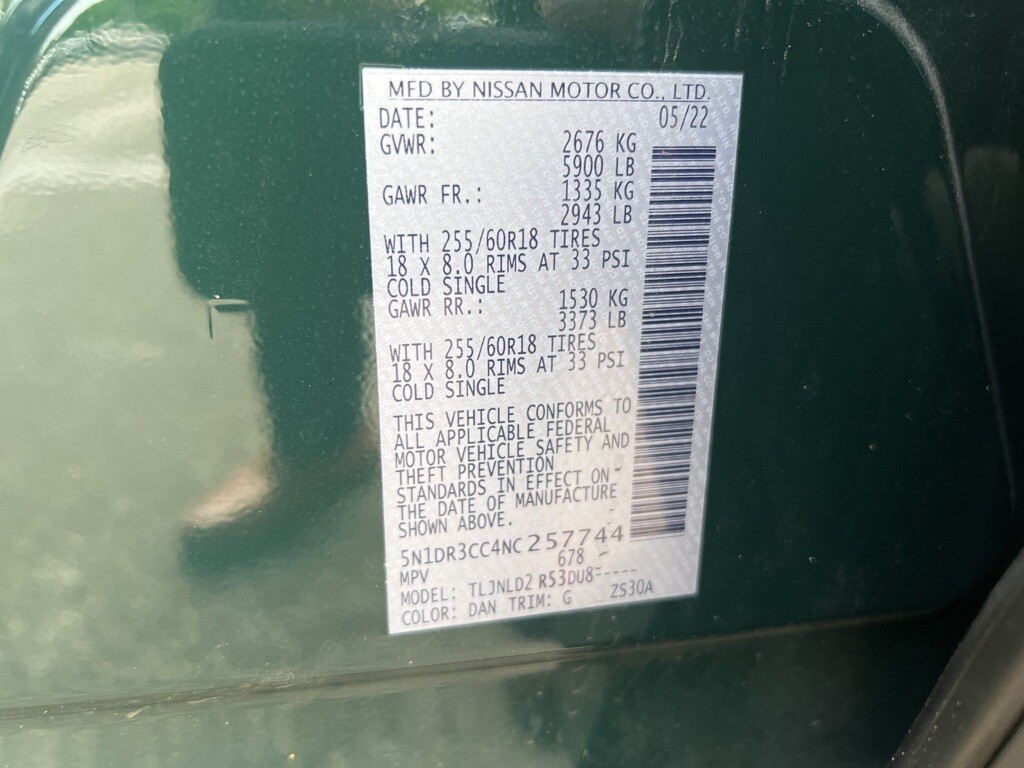 MFD BY NISSAN MOTOR CO., LTD.
DATE: 05/22
GVWR: 2676 KG
5900 LB
GAWR FR.: 1335 KG
2943 LB
WITH 255/60R18 TIRES
18 X 8.0 RIMS AT 33 PSI
COLD SINGLE
GAWR RR.: 1530 KG
3373 LB
WITH 255/60R18 TIRES
18 X 8.0 RIMS AT 33 PSI
COLD SINGLE
THIS VEHICLE CONFORMS TO
ALL APPLICABLE FEDERAL
MOTOR VEHICLE SAFETY AND
THEFT PREVENTION
STANDARDS IN EFFECT ON
THE DATE OF MANUFACTURE
SHOWN ABOVE.
5N1DR3CC4NC257744
MPV 678
MODEL: TLJNLD2 R53DU8-----
COLOR: DAN TRIM: G ZS30A